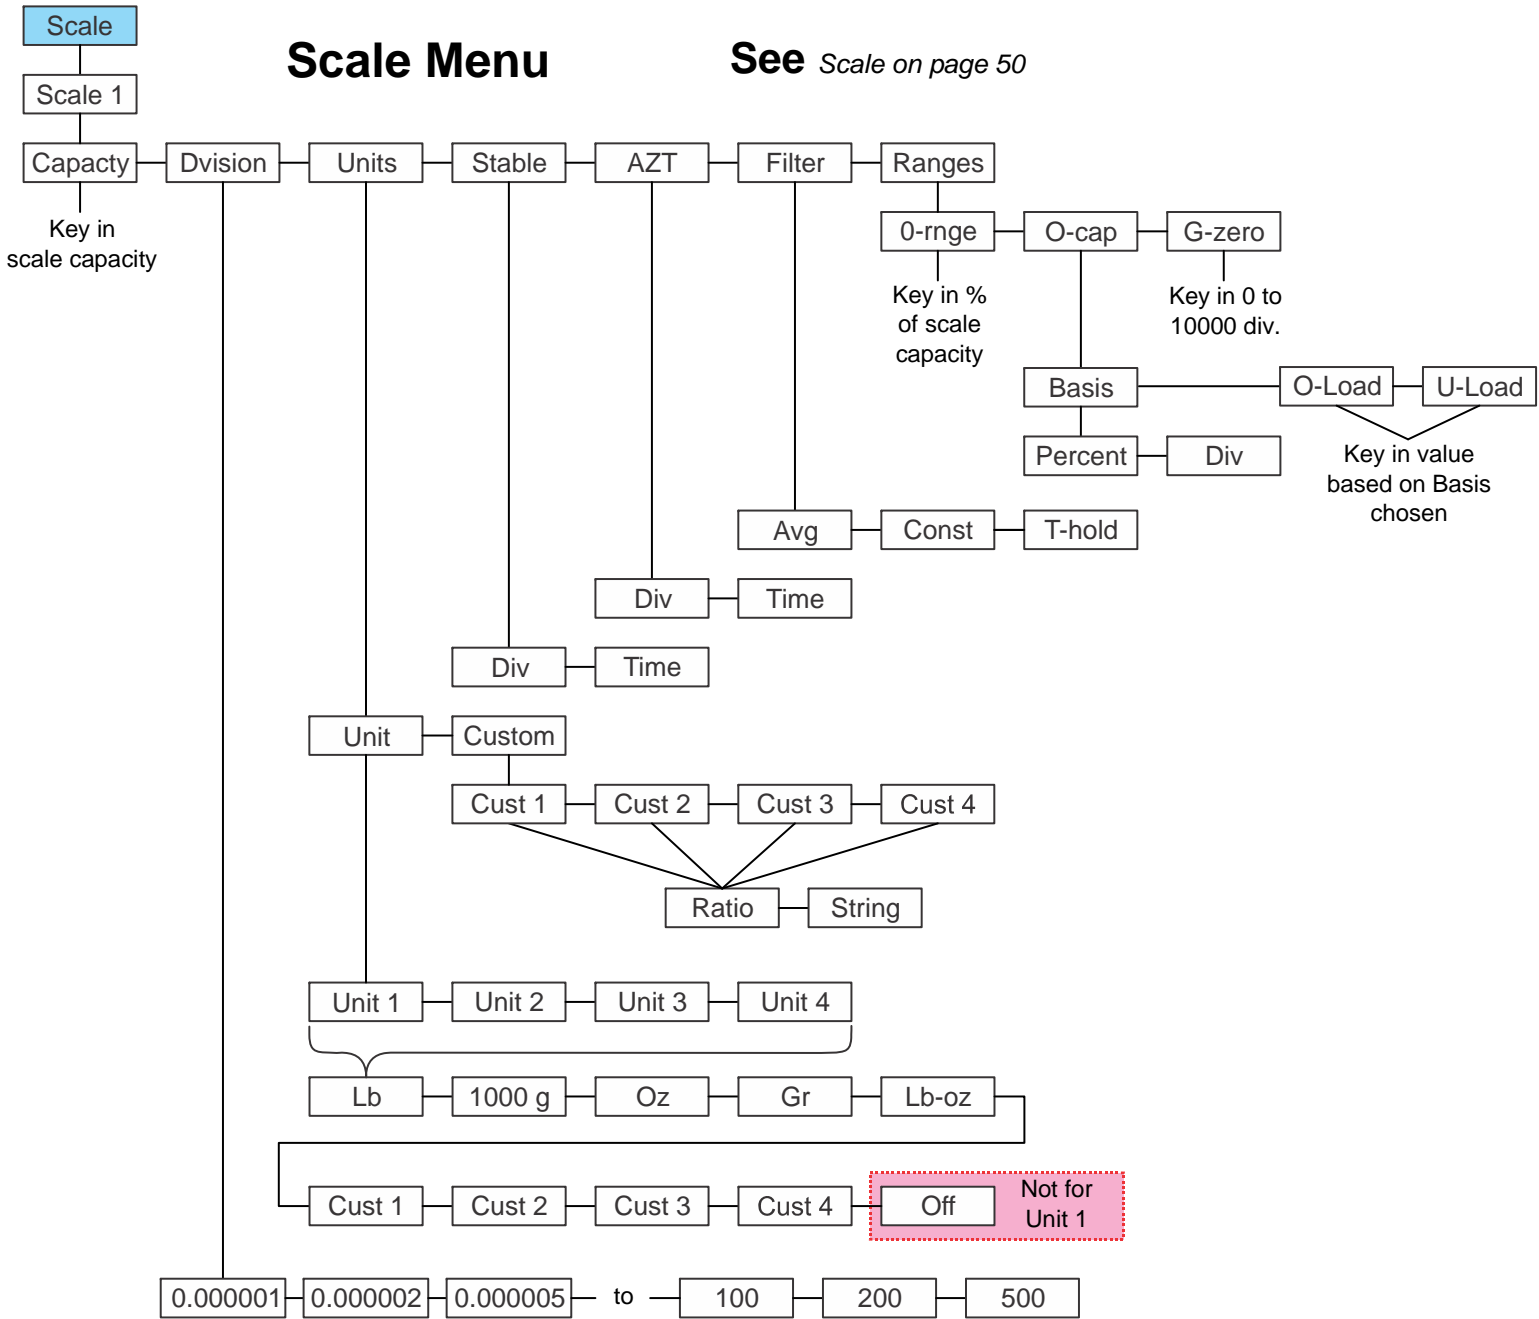 Scale
Scale Menu
See Scale on page 50
Scale 1
Capacty Dvision Units Stable AZT Filter Ranges
Key in
scale capacity
0-rnge O-cap G-zero
Key in %
of scale
capacity
Key in 0 to
10000 div.
Basis O-Load U-Load
Percent Div
Key in value
based on Basis
chosen
Avg Const T-hold
Div Time
Div Time
Unit Custom
Cust 1 Cust 2 Cust 3 Cust 4
Ratio String
Unit 1 Unit 2 Unit 3 Unit 4
Lb 1000 g Oz Gr Lb-oz
Cust 1 Cust 2 Cust 3 Cust 4 Off
Not for
Unit 1
0.000001 0.000002 0.000005 to 100 200 500